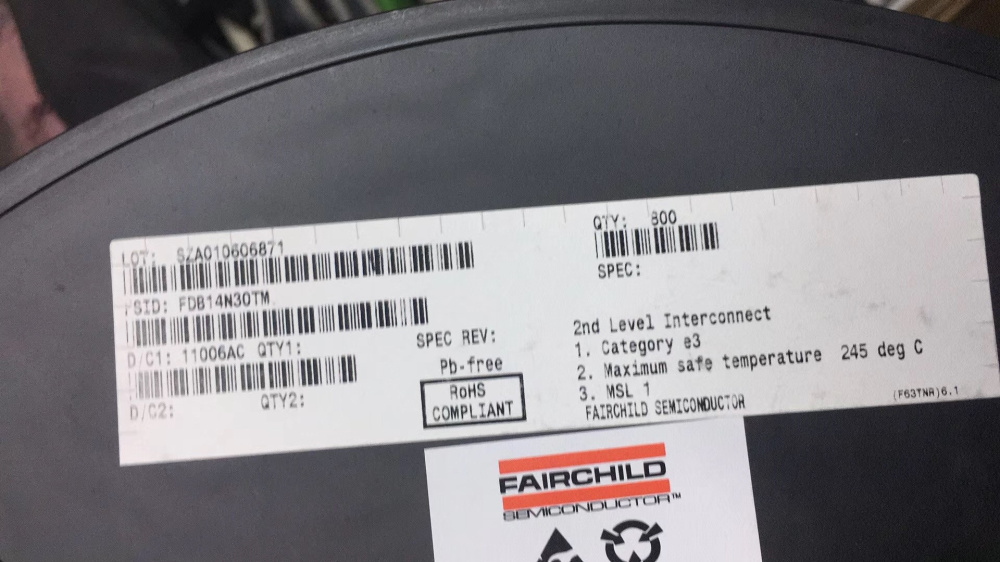 LOT: SZA010606871
FSID: FDB14N30TM
D/C1: 11006AC QTY1:
D/C2: QTY2:
SPEC REV:
Pb-free
RoHS
COMPLIANT
QTY: 800
SPEC:
2nd Level Interconnect
1. Category e3
2. Maximum safe temperature 245 deg C
3. MSL 1
FAIRCHILD SEMICONDUCTOR
(F63TNR)6.1
FAIRCHILD
SEMICONDUCTOR™